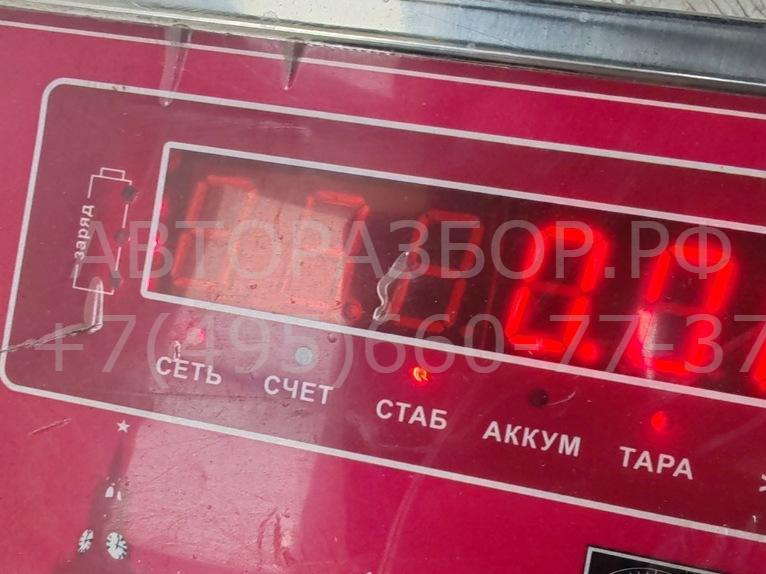 заряд
АВТОРАЗБОР.РФ
+7(495)660-77-37
СЕТЬ СЧЕТ СТАБ АККУМ ТАРА